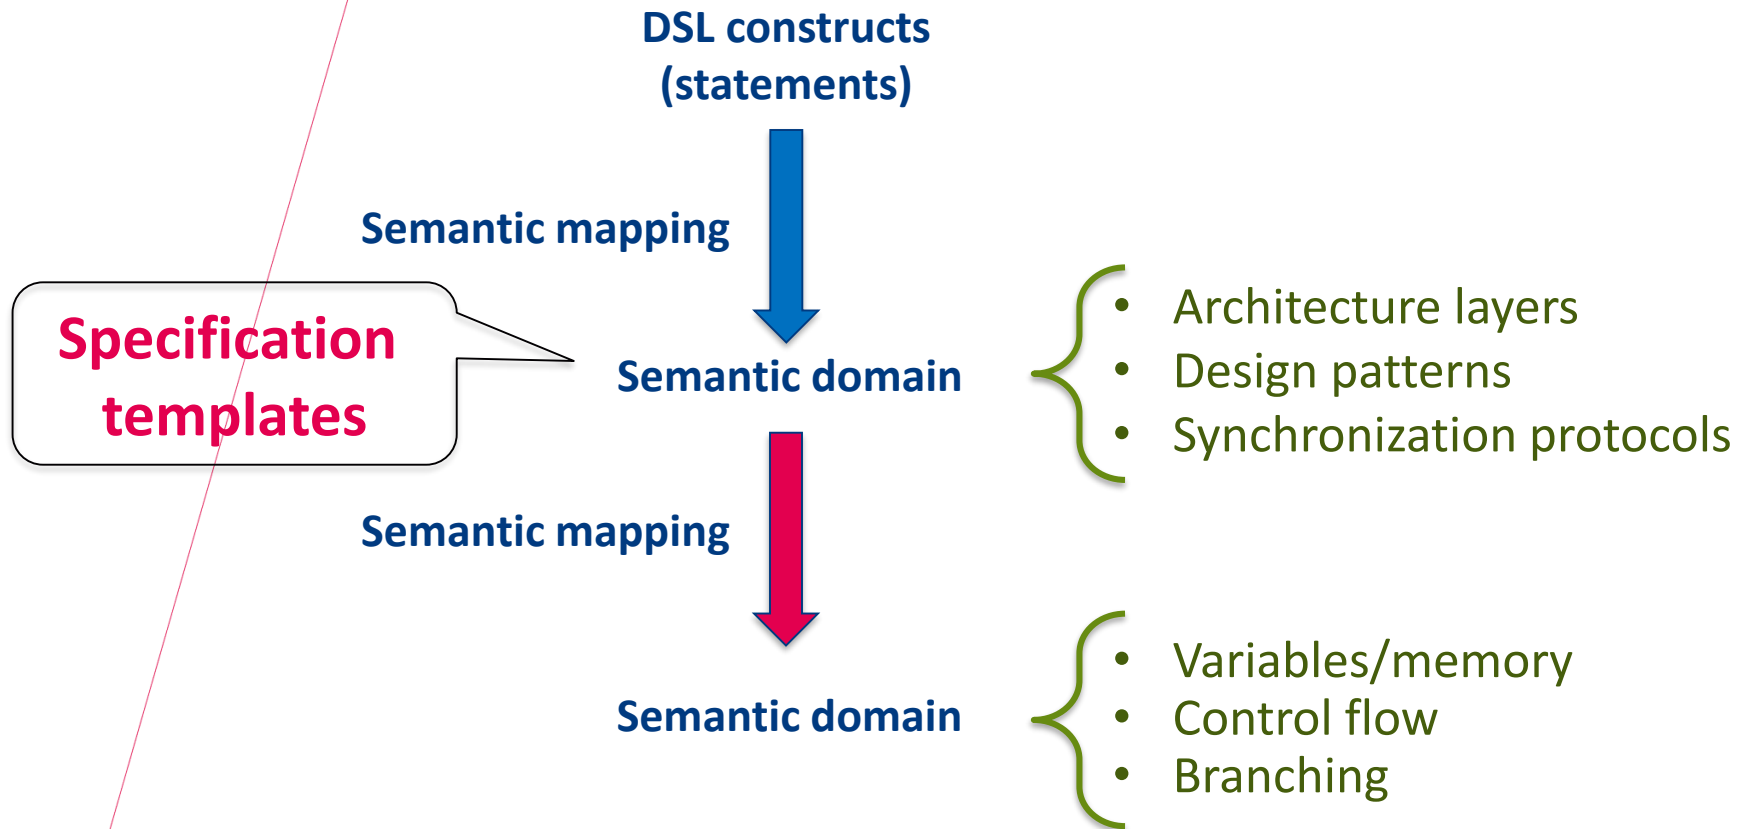 DSL constructs
(statements)
Semantic mapping
Specification
templates
Semantic domain
• Architecture layers
• Design patterns
• Synchronization protocols
Semantic mapping
Semantic domain
• Variables/memory
• Control flow
• Branching